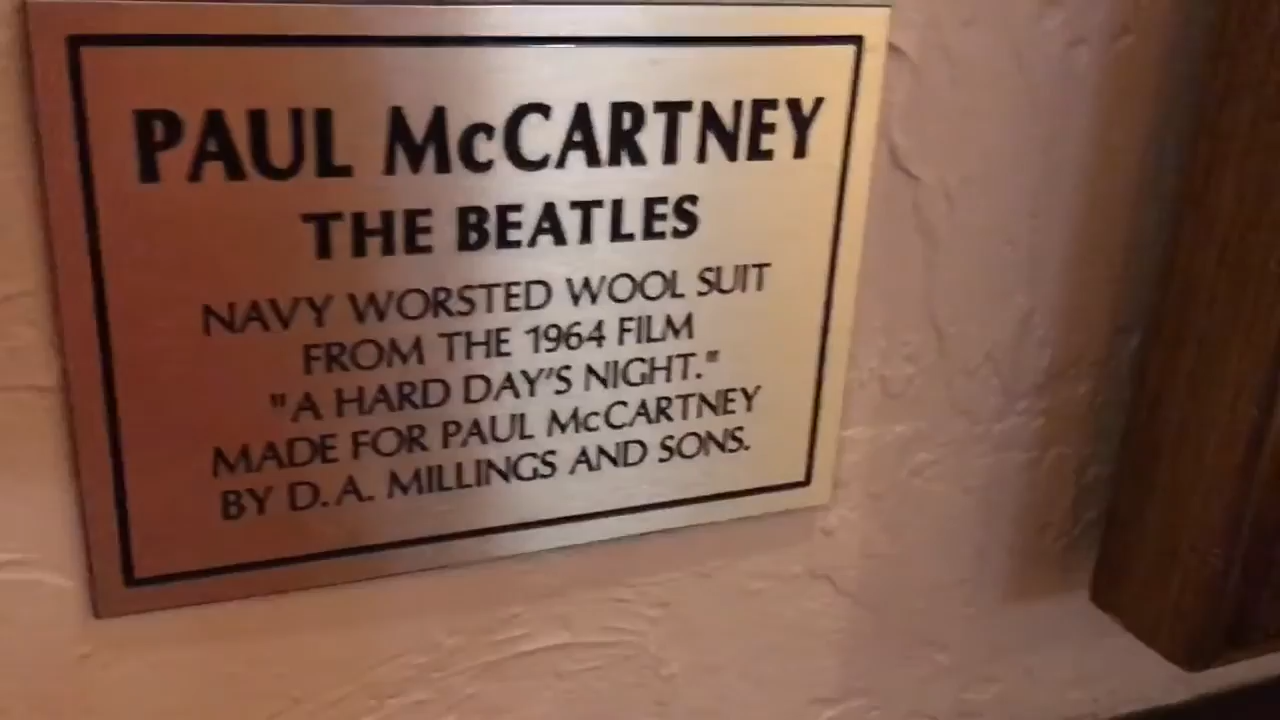 PAUL McCARTNEY
THE BEATLES
NAVY WORSTED WOOL SUIT
FROM THE 1964 FILM
"A HARD DAY'S NIGHT."
MADE FOR PAUL McCARTNEY
BY D.A. MILLINGS AND SONS.